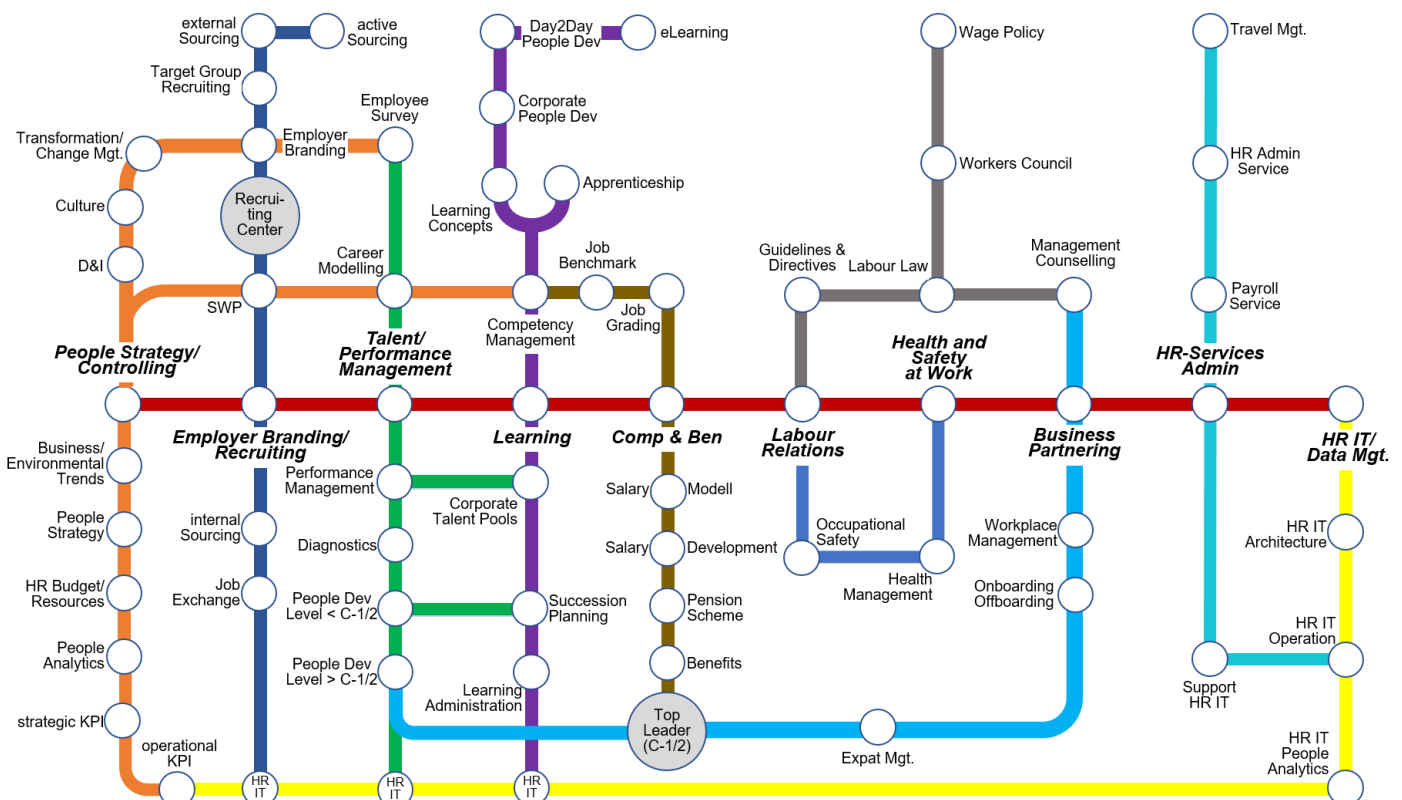 external
Sourcing
active
Sourcing
Day2Day
People Dev
eLearning
Wage Policy
Travel Mgt.
Target Group
Recruiting
Employee
Survey
Corporate
People Dev
Transformation/
Change Mgt.
Employer
Branding
Workers Council
HR Admin
Service
Culture
Recrui-
ting
Center
Learning
Concepts
Apprenticeship
D&I
Career
Modelling
Job
Benchmark
Guidelines &
Directives
Labour Law
Management
Counselling
SWP
Competency
Management
Job
Grading
Payroll
Service
People Strategy/
Controlling
Talent/
Performance
Management
Health and
Safety
at Work
HR-Services
Admin
Employer Branding/
Recruiting
Learning
Comp & Ben
Labour
Relations
Business
Partnering
HR IT/
Data Mgt.
Business/
Environmental
Trends
Performance
Management
Corporate
Talent Pools
Salary Modell
People
Strategy
internal
Sourcing
Diagnostics
Salary Development
Occupational
Safety
Health
Management
Workplace
Management
HR IT
Architecture
HR Budget/
Resources
Job
Exchange
People Dev
Level < C-1/2
Succession
Planning
Pension
Scheme
Onboarding
Offboarding
People
Analytics
People Dev
Level > C-1/2
Learning
Administration
Benefits
HR IT
Operation
Support
HR IT
strategic KPI
operational
KPI
Top
Leader
(C-1/2)
Expat Mgt.
HR IT
People
Analytics
HR
IT
HR
IT
HR
IT